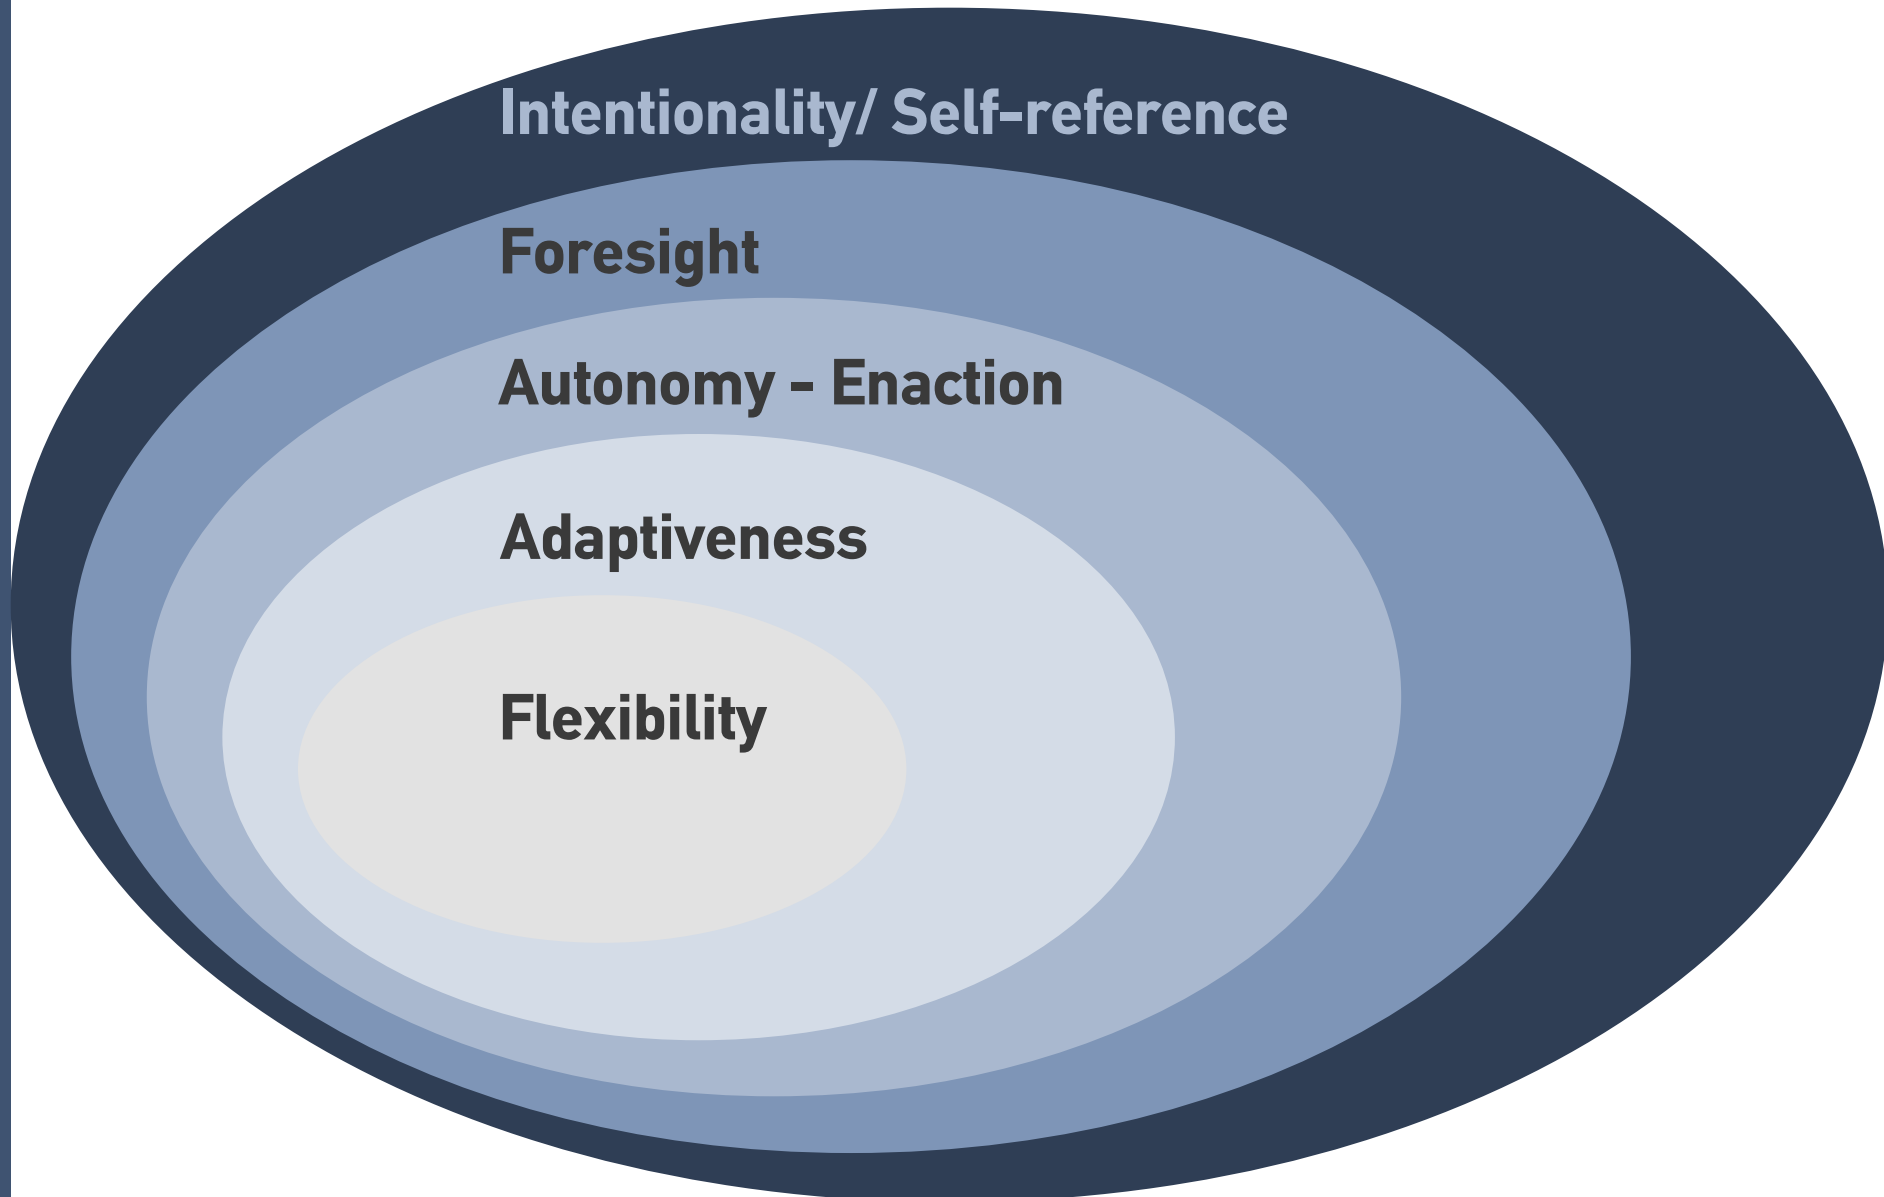 Intentionality/ Self-reference
Foresight
Autonomy - Enaction
Adaptiveness
Flexibility